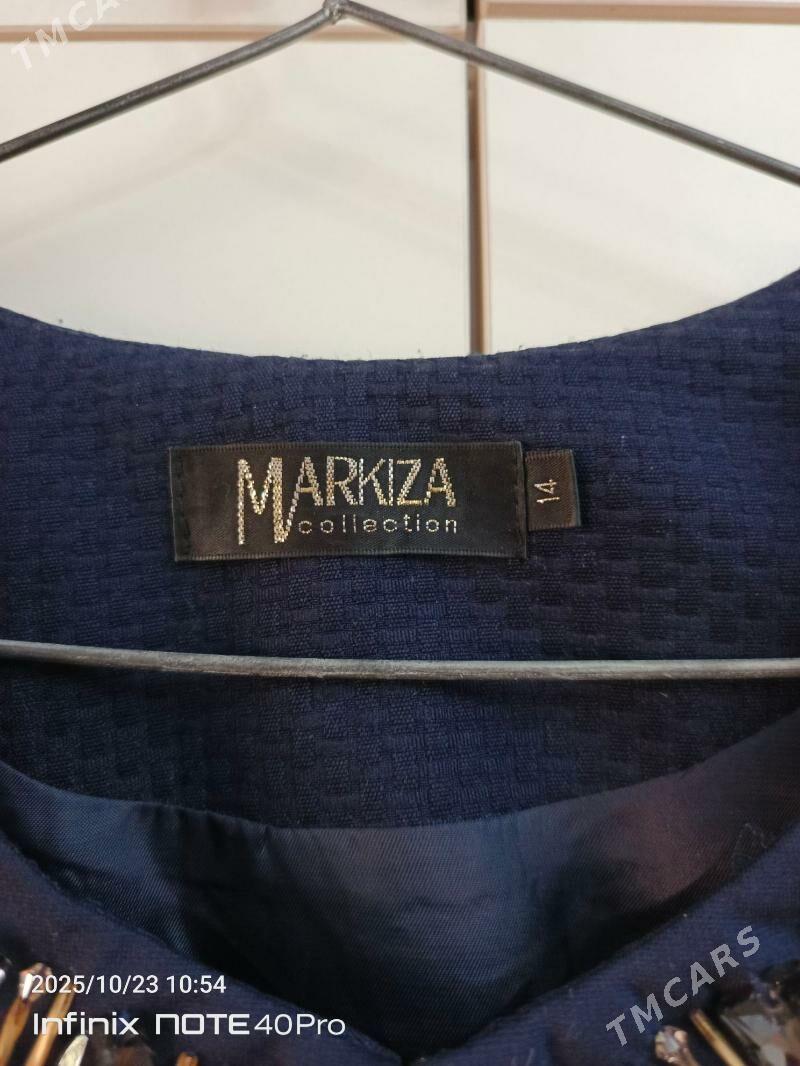 TMCARS
MARKIZA
collection
14
2025/10/23 10:54
Infinix NOTE 40Pro
TMCARS